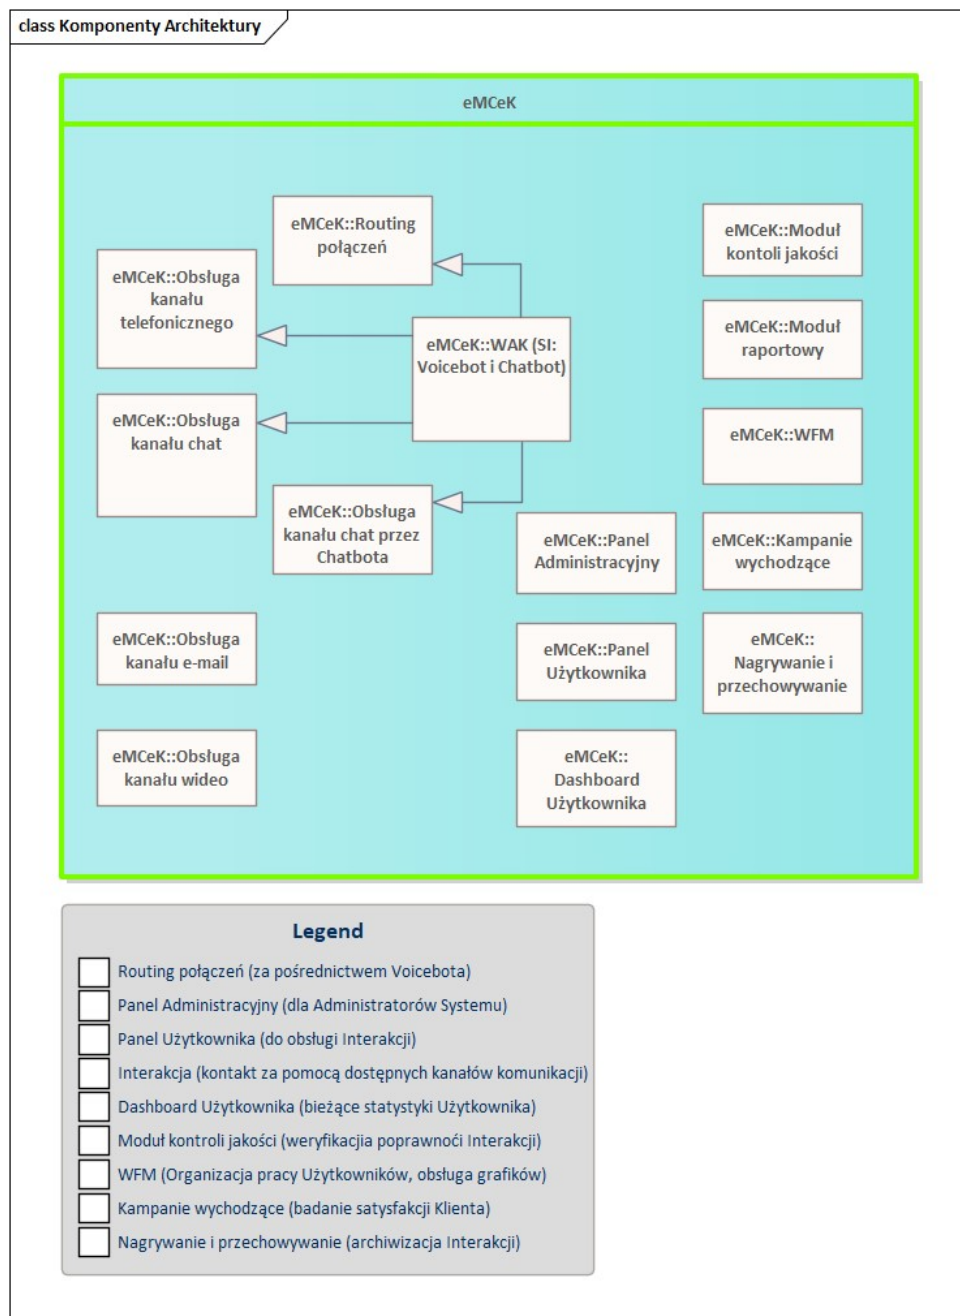 class Komponenty Architektury
eMCeK
eMCeK::Routing
połączeń
eMCeK::Obsługa
kanału
telefonicznego
eMCeK::WAK (SI:
Voicebot i Chatbot)
eMCeK::Obsługa
kanału chat
eMCeK::Obsługa
kanału chat przez
Chatbota
eMCeK::Obsługa
kanału e-mail
eMCeK::Obsługa
kanału wideo
eMCeK::Panel
Administracyjny
eMCeK::Panel
Użytkownika
eMCeK::
Dashboard
Użytkownika
eMCeK::Moduł
kontoli jakości
eMCeK::Moduł
raportowy
eMCeK::WFM
eMCeK::Kampanie
wychodzące
eMCeK::
Nagrywanie i
przechowywanie
Legend
Routing połączeń (za pośrednictwem Voicebota)
Panel Administracyjny (dla Administratorów Systemu)
Panel Użytkownika (do obsługi Interakcji)
Interakcja (kontakt za pomocą dostępnych kanałów komunikacji)
Dashboard Użytkownika (bieżące statystyki Użytkownika)
Moduł kontroli jakości (weryfikacjia poprawnoći Interakcji)
WFM (Organizacja pracy Użytkowników, obsługa grafików)
Kampanie wychodzące (badanie satysfakcji Klienta)
Nagrywanie i przechowywanie (archiwizacja Interakcji)